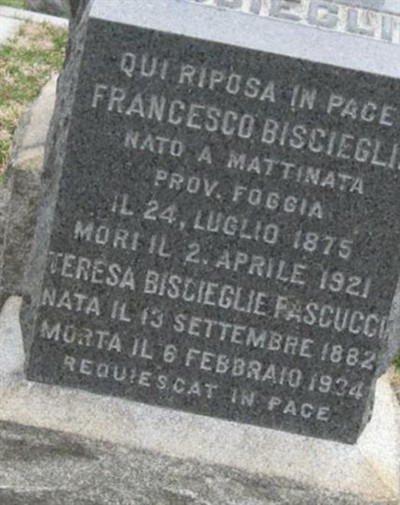 QUI RIPOSA IN PACE
FRANCESCO BISCIEGLIE
NATO A MATTINATA
PROV. FOGGIA
IL 24, LUGLIO 1875
MORI IL 2. APRILE 1921
TERESA BISCIEGLIE PASCUCCI
NATA IL 13 SETTEMBRE 1882
MORTA IL 6 FEBBRAIO 1934
REQUIESCAT IN PACE